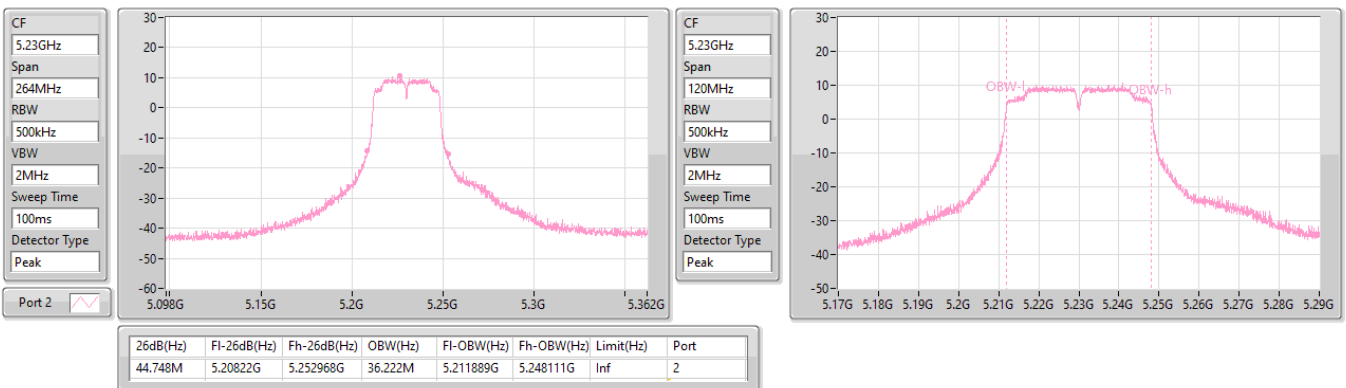 CF
5.23GHz
Span
264MHz
RBW
500kHz
VBW
2MHz
Sweep Time
100ms
Detector Type
Peak
Port 2
30
20
10
0
-10
-20
-30
-40
-50
-60
5.098G 5.15G 5.2G 5.25G 5.3G 5.362G
CF
5.23GHz
Span
120MHz
RBW
500kHz
VBW
2MHz
Sweep Time
100ms
Detector Type
Peak
30
20
10
0
-10
-20
-30
-40
-50
OBW-l OBW-h
5.17G 5.18G 5.19G 5.2G 5.21G 5.22G 5.23G 5.24G 5.25G 5.26G 5.27G 5.28G 5.29G
26dB(Hz) Fl-26dB(Hz) Fh-26dB(Hz) OBW(Hz) Fl-OBW(Hz) Fh-OBW(Hz) Limit(Hz) Port
44.748M 5.20822G 5.252968G 36.222M 5.211889G 5.248111G Inf 2